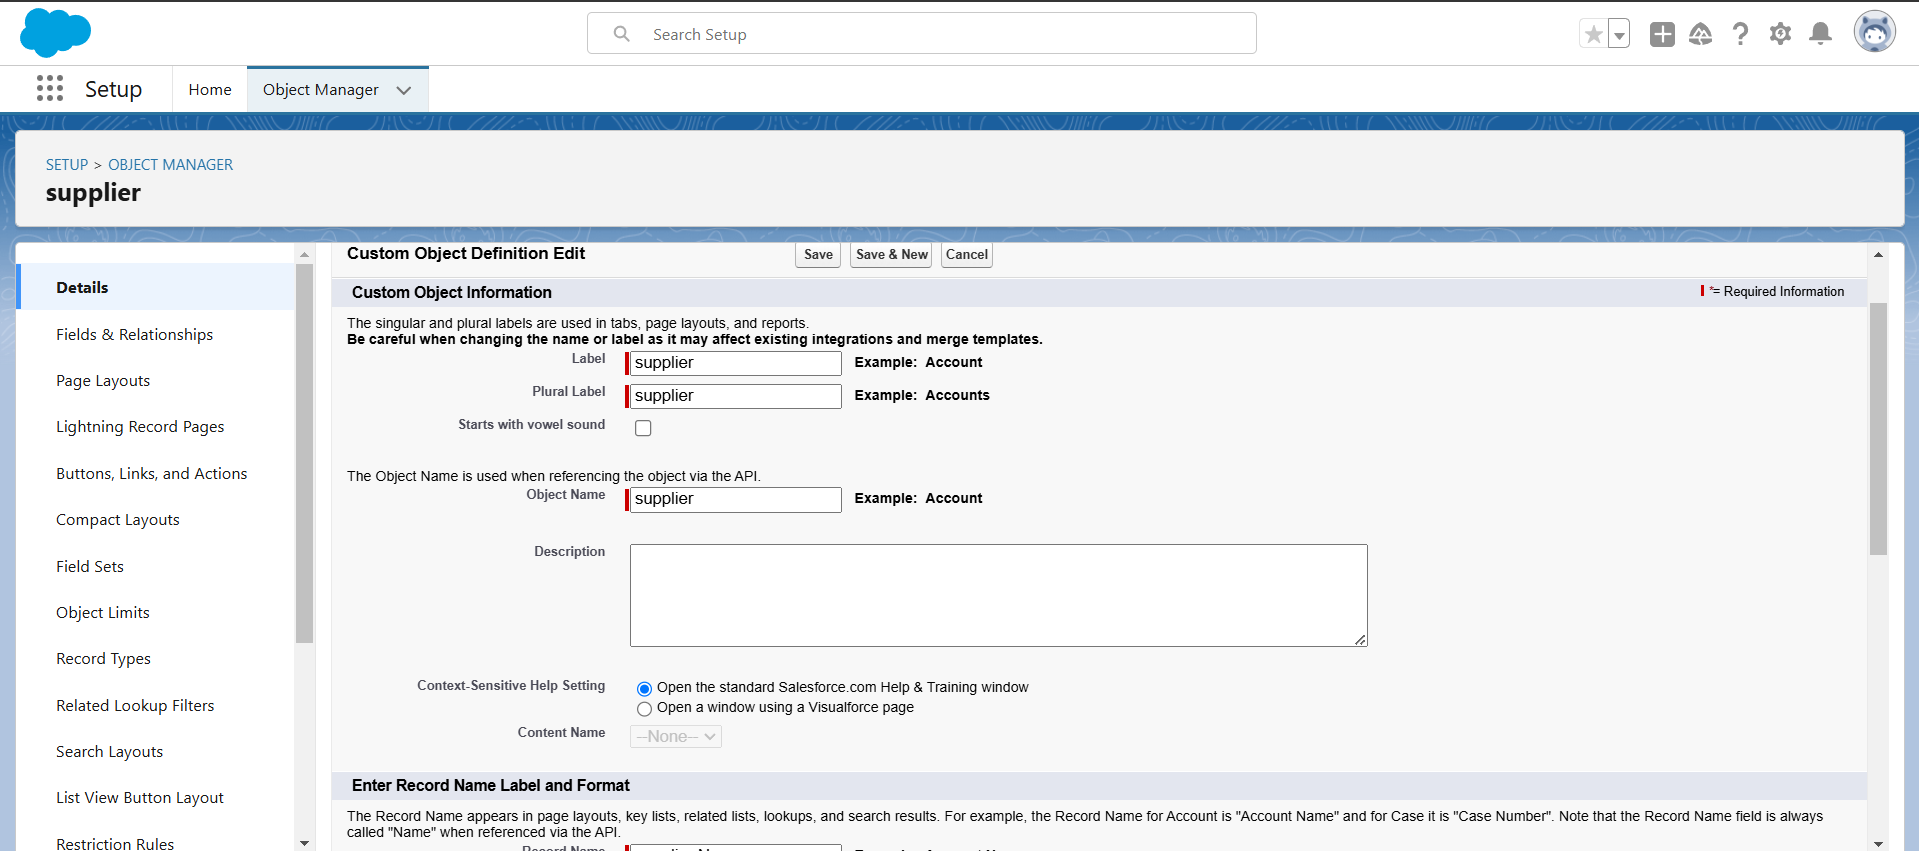 Search Setup
Setup
Home
Object Manager
SETUP > OBJECT MANAGER
supplier
Details
Fields & Relationships
Page Layouts
Lightning Record Pages
Buttons, Links, and Actions
Compact Layouts
Field Sets
Object Limits
Record Types
Related Lookup Filters
Search Layouts
List View Button Layout
Restriction Rules
Custom Object Definition Edit
Save
Save & New
Cancel
Custom Object Information
*= Required Information
The singular and plural labels are used in tabs, page layouts, and reports.
Be careful when changing the name or label as it may affect existing integrations and merge templates.
Label
supplier
Example: Account
Plural Label
supplier
Example: Accounts
Starts with vowel sound
The Object Name is used when referencing the object via the API.
Object Name
supplier
Example: Account
Description
Context-Sensitive Help Setting
Open the standard Salesforce.com Help & Training window
Open a window using a Visualforce page
Content Name
--None--
Enter Record Name Label and Format
The Record Name appears in page layouts, key lists, related lists, lookups, and search results. For example, the Record Name for Account is "Account Name" and for Case it is "Case Number". Note that the Record Name field is always
called "Name" when referenced via the API.
Record Name